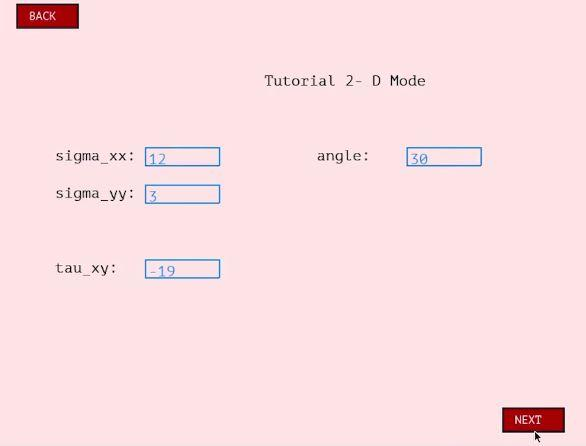 BACK
Tutorial 2- D Mode
sigma_xx: 12 angle: 30
sigma_yy: 3
tau_xy: -19
NEXT